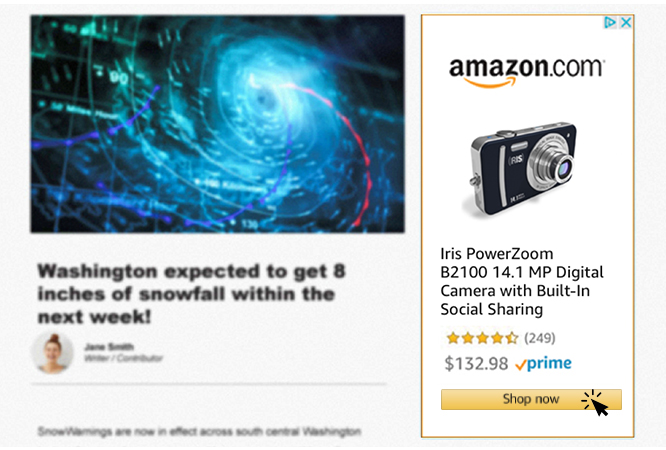 90
130
Washington expected to get 8
inches of snowfall within the
next week!
Jane Smith
Writer / Contributor
SnowWarnings are now in effect across south central Washington
amazon.com
IRIS
Iris PowerZoom
B2100 14.1 MP Digital
Camera with Built-In
Social Sharing
(249)
$132.98 prime
Shop now